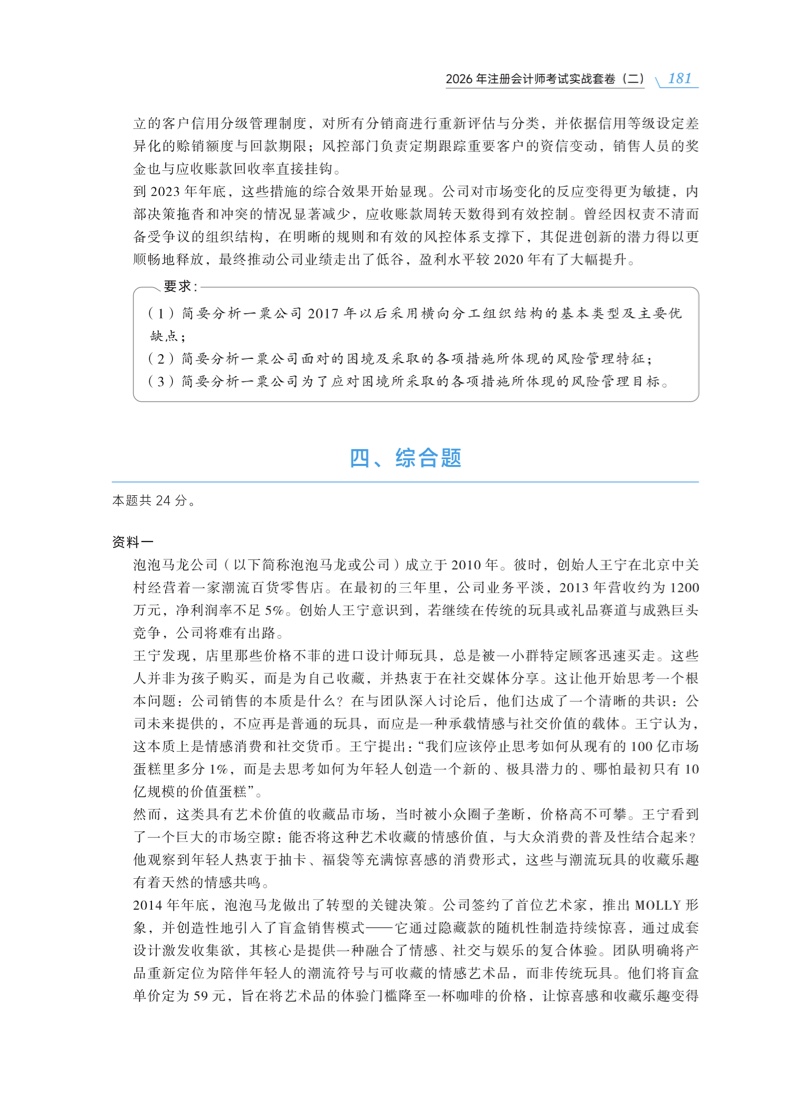 2026 年注册会计师考试实战套卷（二） 181
立的客户信用分级管理制度，对所有分销商进行重新评估与分类，并依据信用等级设定差
异化的赊销额度与回款期限；风控部门负责定期跟踪重要客户的资信变动，销售人员的奖
金也与应收账款回收率直接挂钩。
到 2023 年年底，这些措施的综合效果开始显现。公司对市场变化的反应变得更为敏捷，内
部决策拖沓和冲突的情况显著减少，应收账款周转天数得到有效控制。曾经因权责不清而
备受争议的组织结构，在明晰的规则和有效的风控体系支撑下，其促进创新的潜力得以更
顺畅地释放，最终推动公司业绩走出了低谷，盈利水平较 2020 年有了大幅提升。
要求：
（1）简要分析一粟公司 2017 年以后采用横向分工组织结构的基本类型及主要优
缺点；
（2）简要分析一粟公司面对的困境及采取的各项措施所体现的风险管理特征；
（3）简要分析一粟公司为了应对困境所采取的各项措施所体现的风险管理目标。
四、综合题
本题共 24 分。
资料一
泡泡马龙公司（以下简称泡泡马龙或公司）成立于 2010 年。彼时，创始人王宁在北京中关
村经营着一家潮流百货零售店。在最初的三年里，公司业务平淡，2013 年营收约为 1200
万元，净利润率不足 5%。创始人王宁意识到，若继续在传统的玩具或礼品赛道与成熟巨头
竞争，公司将难有出路。
王宁发现，店里那些价格不菲的进口设计师玩具，总是被一小群特定顾客迅速买走。这些
人并非为孩子购买，而是为自己收藏，并热衷于在社交媒体分享。这让他开始思考一个根
本问题：公司销售的本质是什么？在与团队深入讨论后，他们达成了一个清晰的共识：公
司未来提供的，不应再是普通的玩具，而应是一种承载情感与社交价值的载体。王宁认为，
这本质上是情感消费和社交货币。王宁提出：“我们应该停止思考如何从现有的 100 亿市场
蛋糕里多分 1%，而是去思考如何为年轻人创造一个新的、极具潜力的、哪怕最初只有 10
亿规模的价值蛋糕”。
然而，这类具有艺术价值的收藏品市场，当时被小众圈子垄断，价格高不可攀。王宁看到
了一个巨大的市场空隙：能否将这种艺术收藏的情感价值，与大众消费的普及性结合起来？
他观察到年轻人热衷于抽卡、福袋等充满惊喜感的消费形式，这些与潮流玩具的收藏乐趣
有着天然的情感共鸣。
2014 年年底，泡泡马龙做出了转型的关键决策。公司签约了首位艺术家，推出 MOLLY 形
象，并创造性地引入了盲盒销售模式——它通过隐藏款的随机性制造持续惊喜，通过成套
设计激发收集欲，其核心是提供一种融合了情感、社交与娱乐的复合体验。团队明确将产
品重新定位为陪伴年轻人的潮流符号与可收藏的情感艺术品，而非传统玩具。他们将盲盒
单价定为 59 元，旨在将艺术品的体验门槛降至一杯咖啡的价格，让惊喜感和收藏乐趣变得